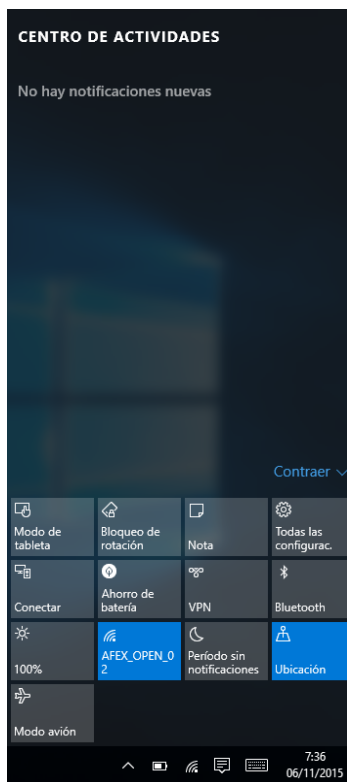 CENTRO DE ACTIVIDADES
No hay notificaciones nuevas
Contraer
Modo de
tableta
Bloqueo de
rotación
Nota
Todas las
configurac.
Conectar
Ahorro de
batería
VPN
Bluetooth
100%
AFEX_OPEN_0
2
Período sin
notificaciones
Ubicación
Modo avión
7:36
06/11/2015